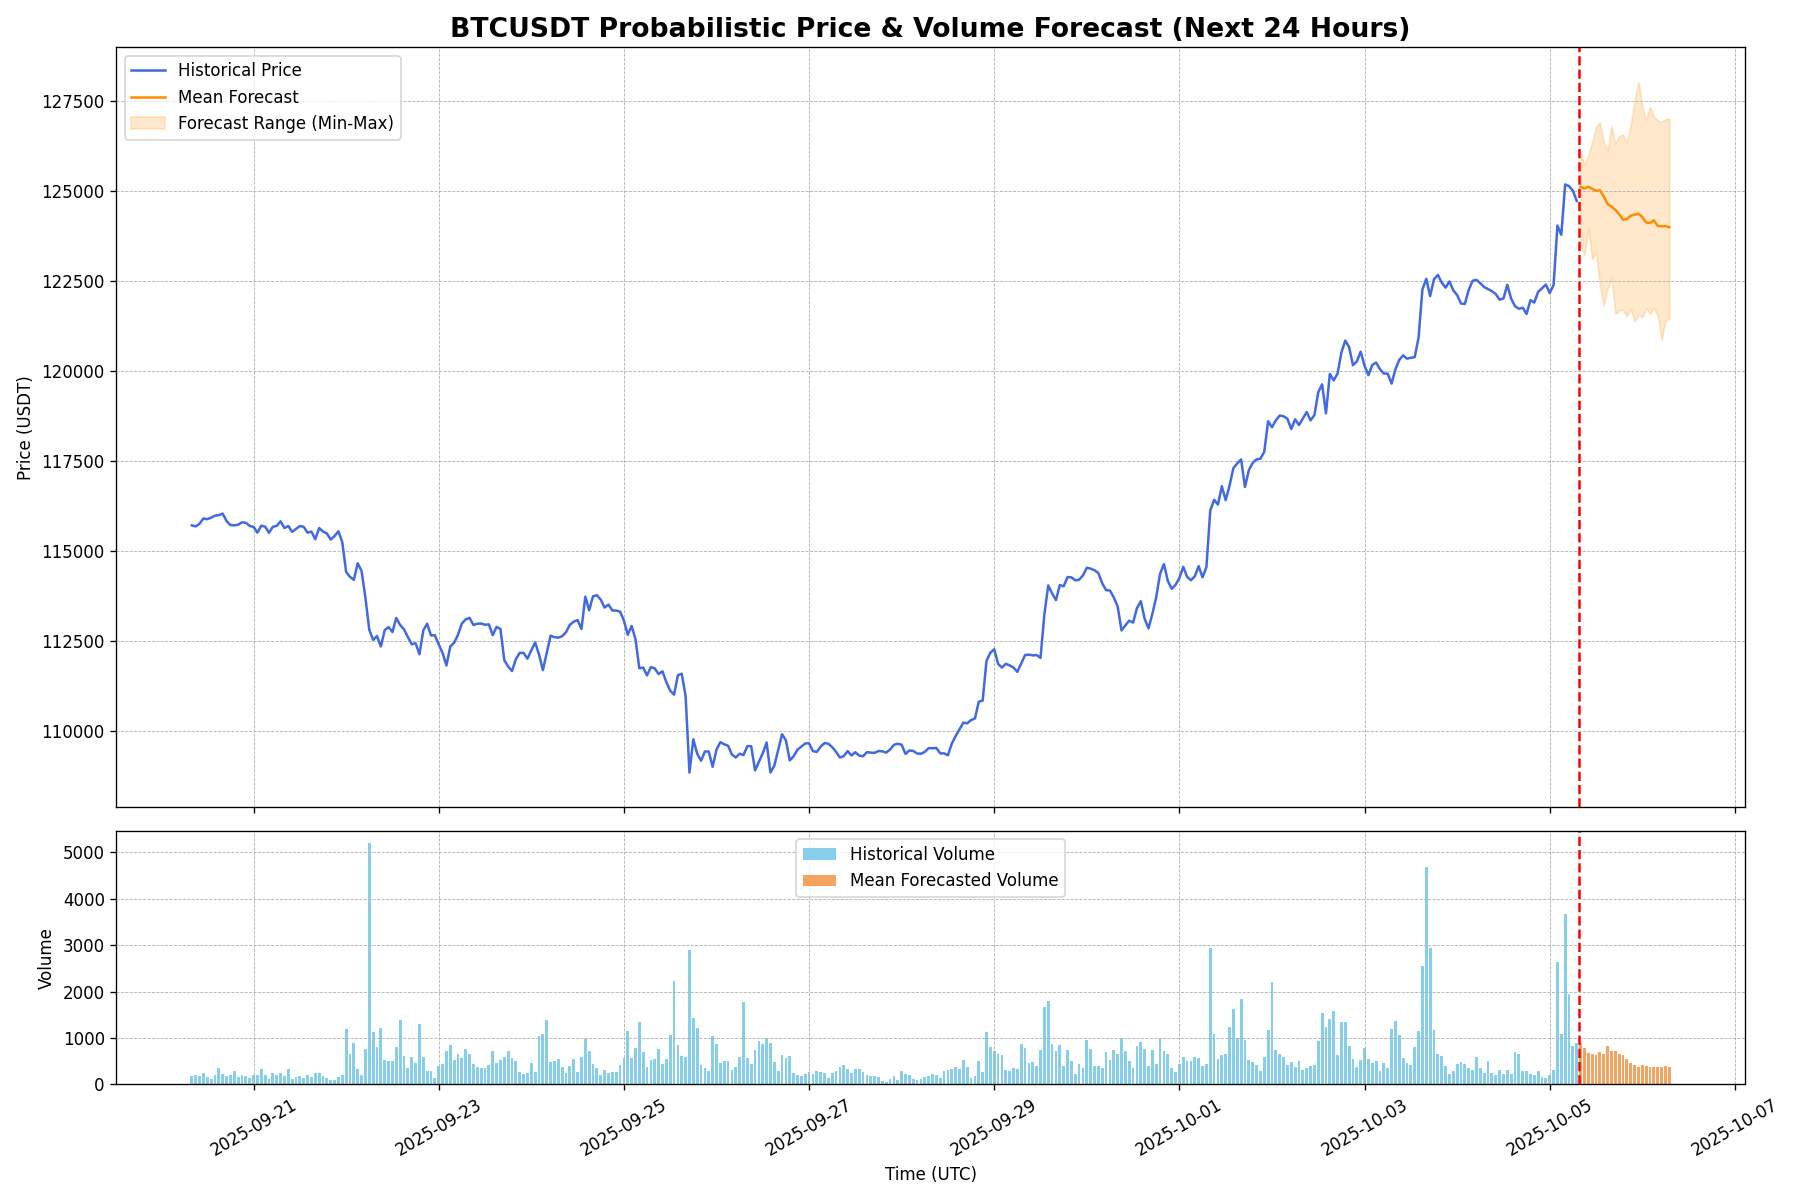 BTCUSDT Probabilistic Price & Volume Forecast (Next 24 Hours)
Historical Price
Mean Forecast
Forecast Range (Min-Max)
127500
125000
122500
120000
117500
115000
112500
110000
Price (USDT)
Historical Volume
Mean Forecasted Volume
5000
4000
3000
2000
1000
0
Volume
2025-09-21
2025-09-23
2025-09-25
2025-09-27
2025-09-29
2025-10-01
2025-10-03
2025-10-05
2025-10-07
Time (UTC)